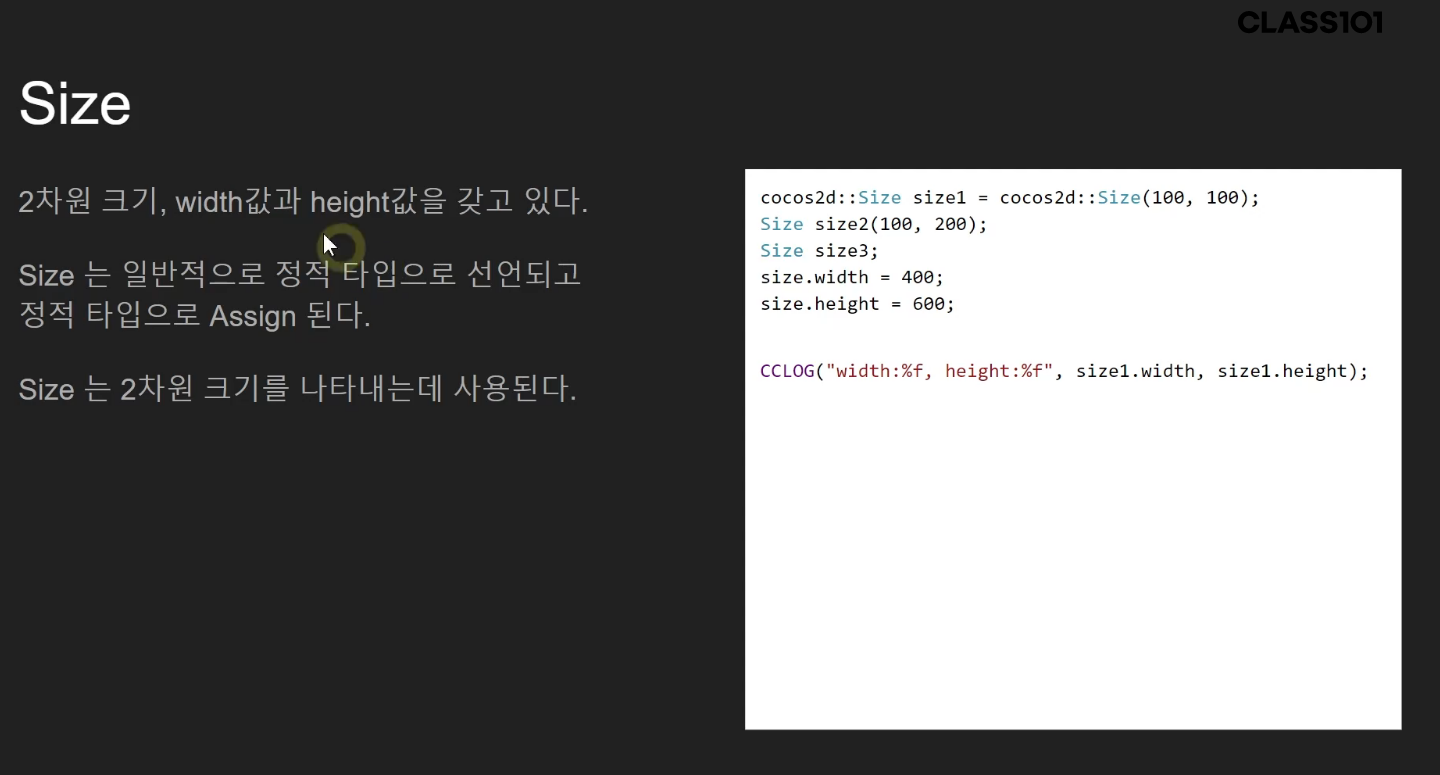 CLASS101
Size
2차원 크기, width값과 height값을 갖고 있다.
Size 는 일반적으로 정적 타입으로 선언되고
정적 타입으로 Assign 된다.
Size 는 2차원 크기를 나타내는데 사용된다.
cocos2d::Size size1 = cocos2d::Size(100, 100);
Size size2(100, 200);
Size size3;
size.width = 400;
size.height = 600;
CCLOG("width:%f, height:%f", size1.width, size1.height);